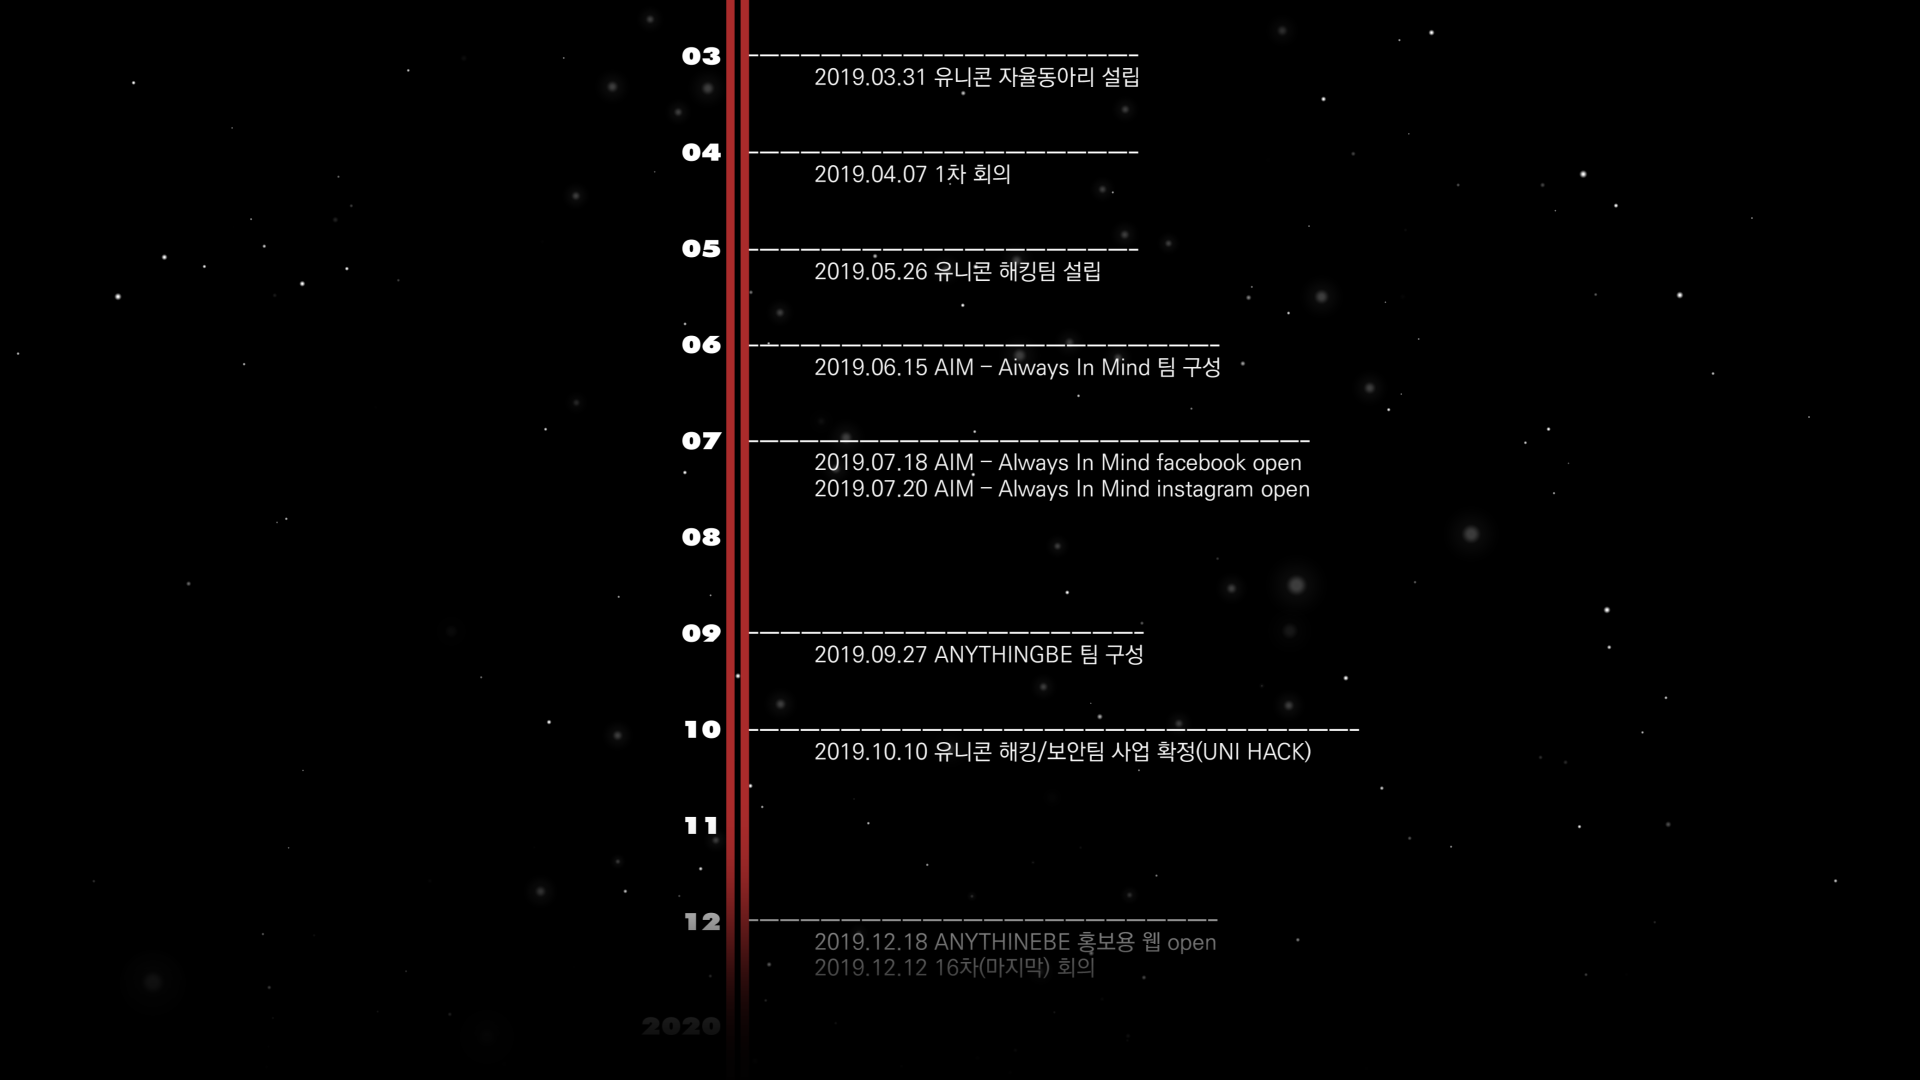 03
2019.03.31 유니콘 자율동아리 설립
04
2019.04.07 1차 회의
05
2019.05.26 유니콘 해킹팀 설립
06
2019.06.15 AIM – Aiways In Mind 팀 구성
07
2019.07.18 AIM – Always In Mind facebook open
2019.07.20 AIM – Always In Mind instagram open
08
09
2019.09.27 ANYTHINGBE 팀 구성
10
2019.10.10 유니콘 해킹/보안팀 사업 확정(UNI HACK)
11
12
2019.12.18 ANYTHINEBE 홍보용 웹 open
2019.12.12 16차(마지막) 회의
2020